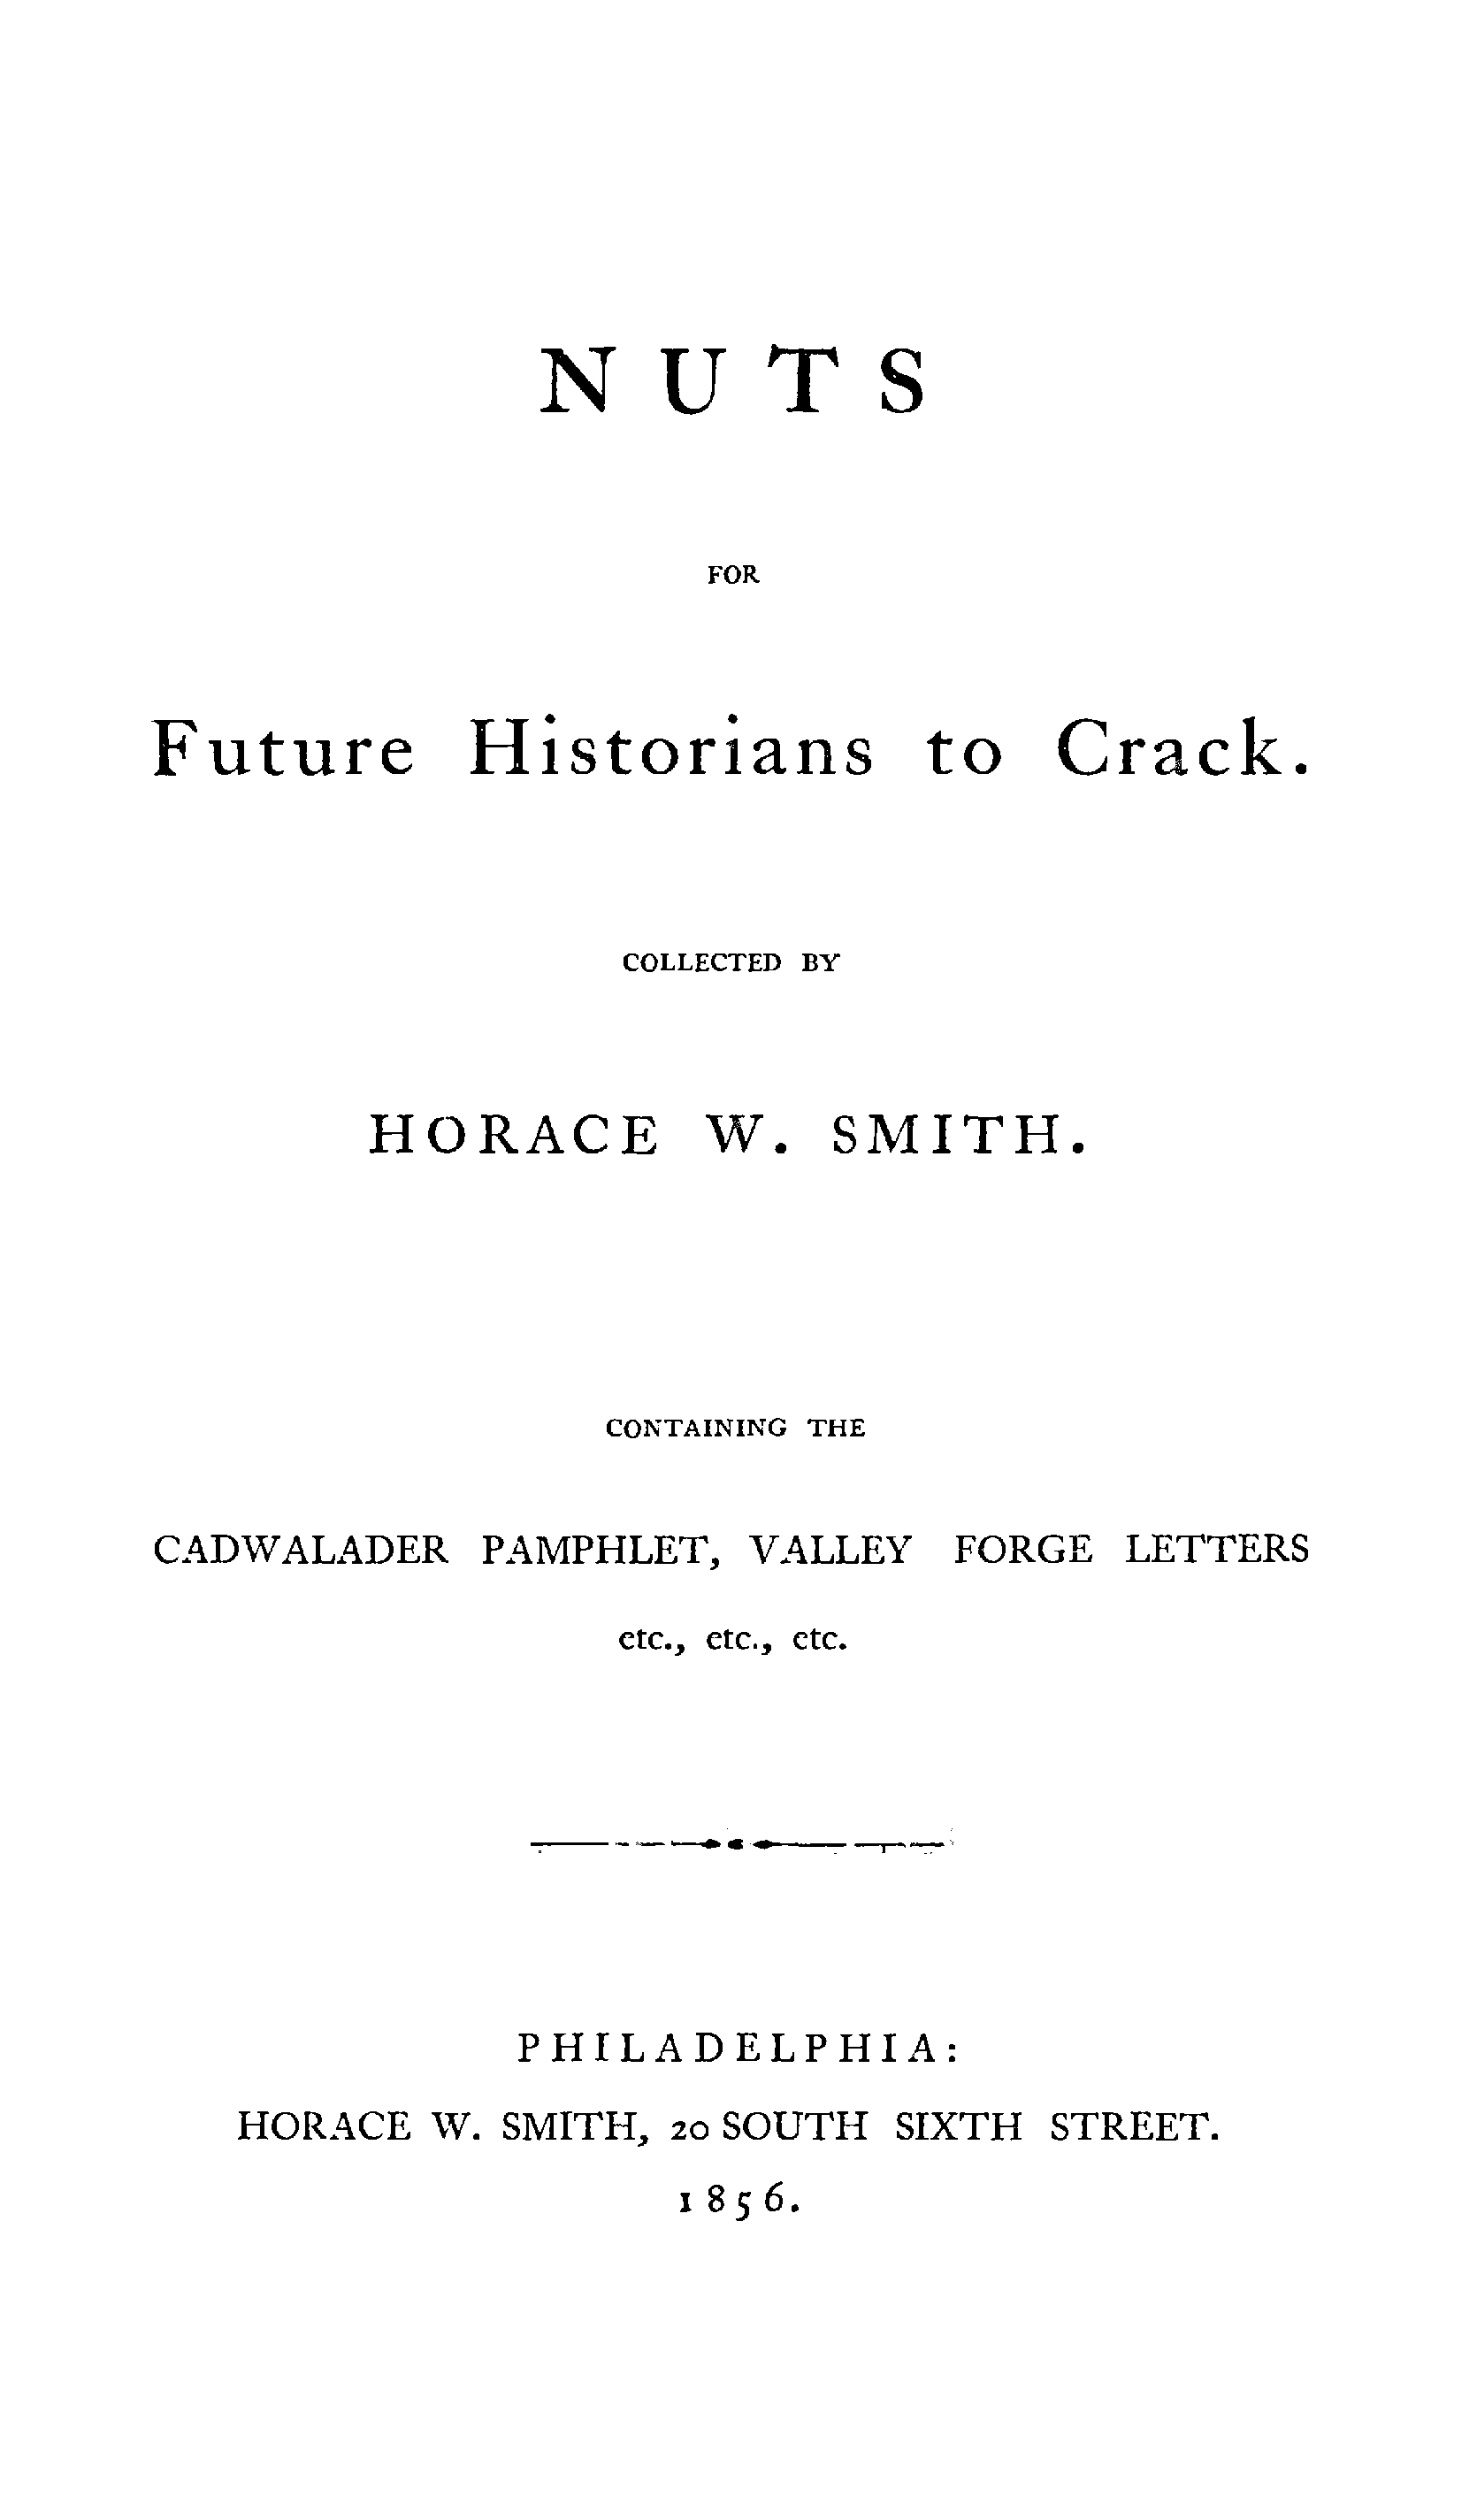 NUTS
FOR
Future Historians to Crack.
COLLECTED BY
HORACE W. SMITH.
CONTAINING THE
CADWALADER PAMPHLET, VALLEY FORGE LETTERS
etc., etc., etc.
PHILADELPHIA:
HORACE W. SMITH, 20 SOUTH SIXTH STREET.
1856.